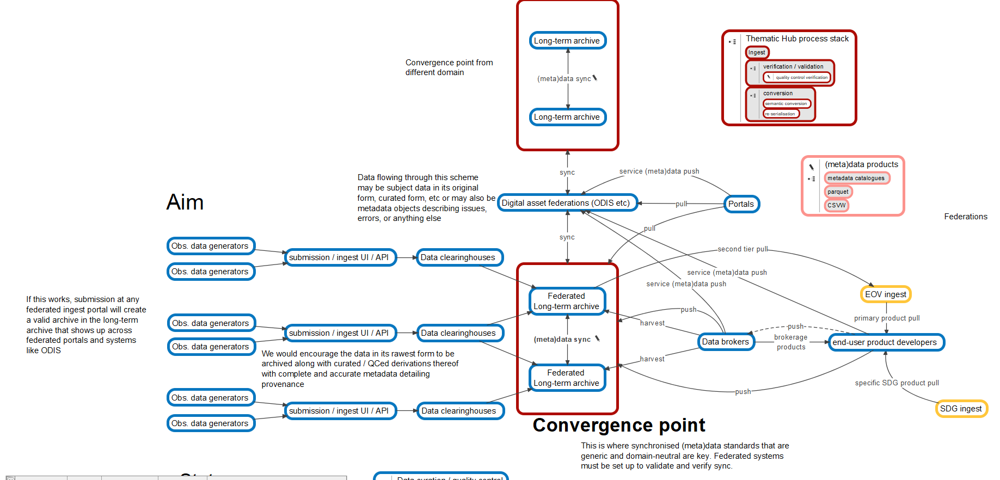 Long-term archive
(meta)data sync
Long-term archive
Convergence point from
different domain
Thematic Hub process stack
Ingest
verification / validation
quality control verification
conversion
semantic conversion
re-serialisation
sync
service (meta)data push
Data flowing through this scheme
may be subject data in its original
form, curated form, etc or may also be
metadata objects describing issues,
errors, or anything else
Digital asset federations (ODIS etc)
pull
Portals
(meta)data products
metadata catalogues
parquet
CSVW
Federations
Aim
sync
pull
second tier pull
service (meta)data push
service (meta)data push
Obs. data generators
Obs. data generators
submission / ingest UI / API
Data clearinghouses
Federated
Long-term archive
EOV ingest
primary product pull
If this works, submission at any
federated ingest portal will create
a valid archive in the long-term
archive that shows up across
federated portals and systems
like ODIS
Obs. data generators
Obs. data generators
submission / ingest UI / API
Data clearinghouses
(meta)data sync
push
harvest
harvest
Data brokers
push
brokerage
products
end-user product developers
We would encourage the data in its rawest form to be
archived along with curated / QCed derivations thereof
with complete and accurate metadata detailing
provenance
Federated
Long-term archive
push
specific SDG product pull
SDG ingest
Obs. data generators
Obs. data generators
submission / ingest UI / API
Data clearinghouses
Convergence point
This is where synchronised (meta)data standards that are
generic and domain-neutral are key. Federated systems
must be set up to validate and verify sync.
Data curation / quality control